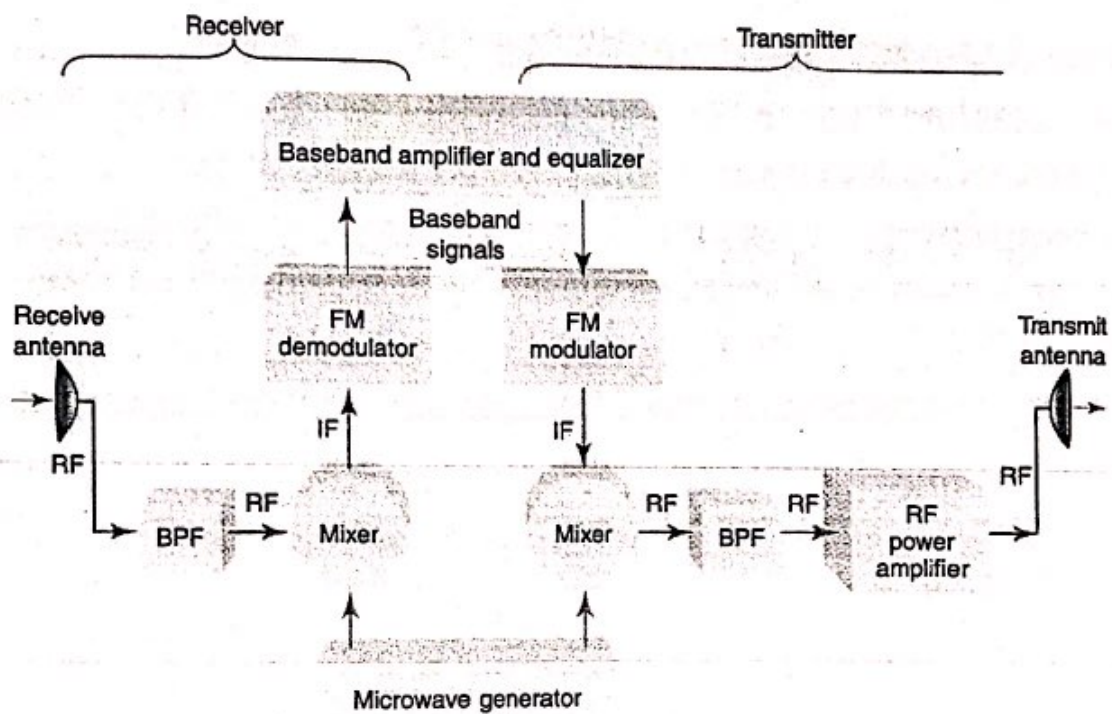 Receiver
Transmitter
Baseband amplifier and equalizer
Baseband
signals
FM
demodulator
FM
modulator
Receive
antenna
Transmit
antenna
IF
IF
RF
RF
BPF
RF
Mixer
Mixer
RF
BPF
RF
RF
power
amplifier
Microwave generator